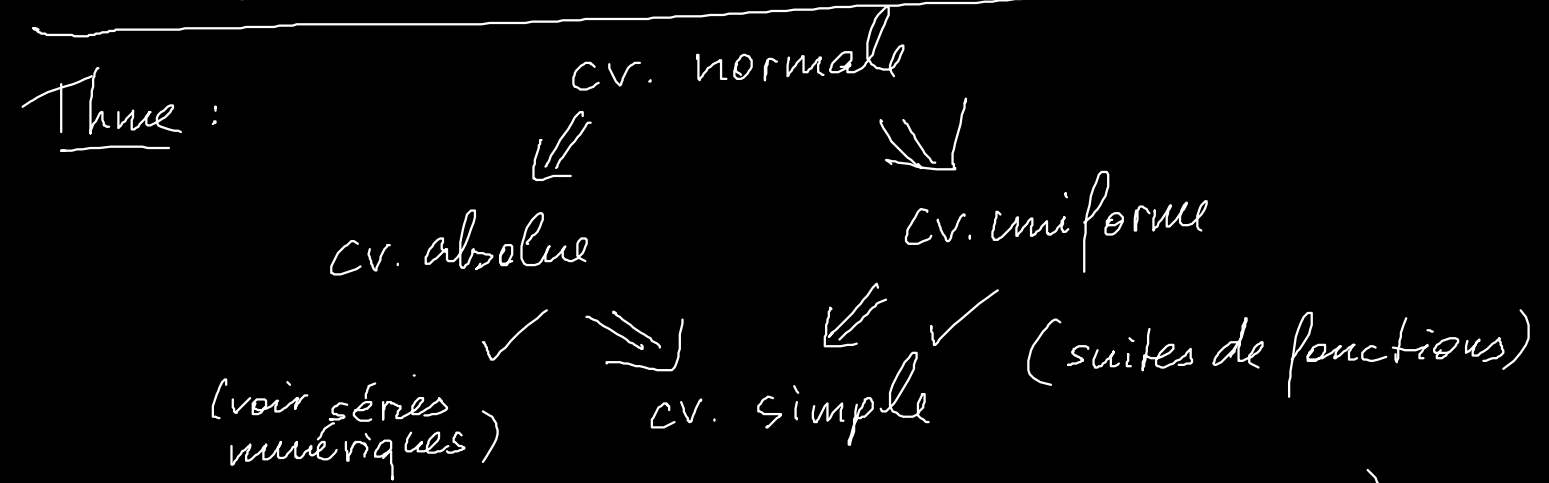 cv. normale
Thme :
cv. absolue
cv. uniforme
(suites de fonctions)
(voir séries
numériques)
cv. simple